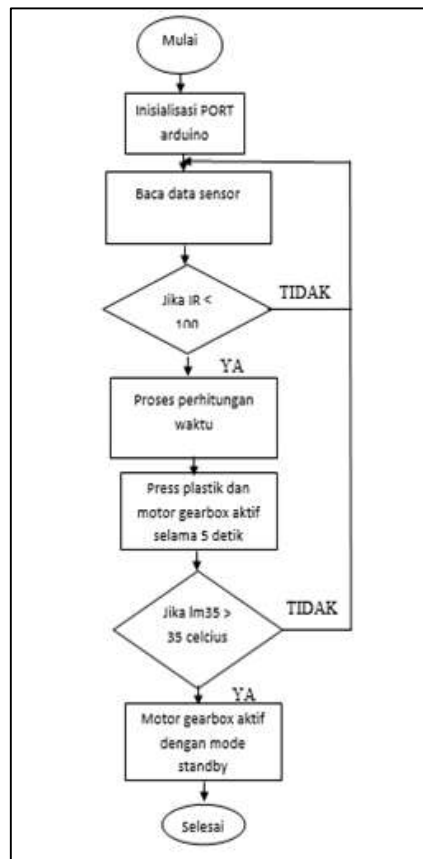 Mulai
Inisialisasi PORT
arduino
Baca data sensor
Jika IR <
100
TIDAK
YA
Proses perhitungan
waktu
Press plastik dan
motor gearbox aktif
selama 5 detik
Jika lm35 >
35 celcius
TIDAK
YA
Motor gearbox aktif
dengan mode
standby
Selesai